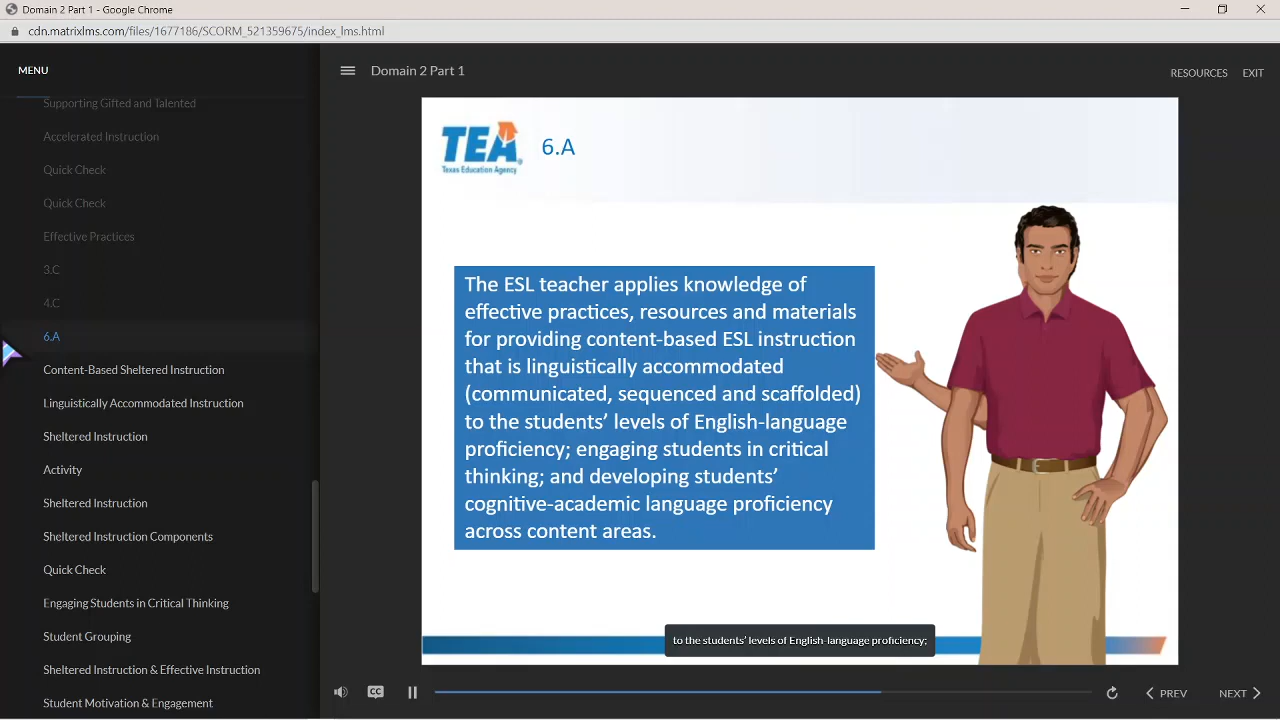 Domain 2 Part 1 - Google Chrome
cdn.matrixlms.com/files/1677186/SCORM_521359675/index_lms.html
MENU
Supporting Gifted and Talented
Accelerated Instruction
Quick Check
Quick Check
Effective Practices
3.C
4.C
6.A
Content-Based Sheltered Instruction
Linguistically Accommodated Instruction
Sheltered Instruction
Activity
Sheltered Instruction
Sheltered Instruction Components
Quick Check
Engaging Students in Critical Thinking
Student Grouping
Sheltered Instruction & Effective Instruction
Student Motivation & Engagement
Domain 2 Part 1
RESOURCES EXIT
TEA
Texas Education Agency
6.A
The ESL teacher applies knowledge of
effective practices, resources and materials
for providing content-based ESL instruction
that is linguistically accommodated
(communicated, sequenced and scaffolded)
to the students’ levels of English-language
proficiency; engaging students in critical
thinking; and developing students’
cognitive-academic language proficiency
across content areas.
to the students’ levels of English-language proficiency;
CC
PREV NEXT